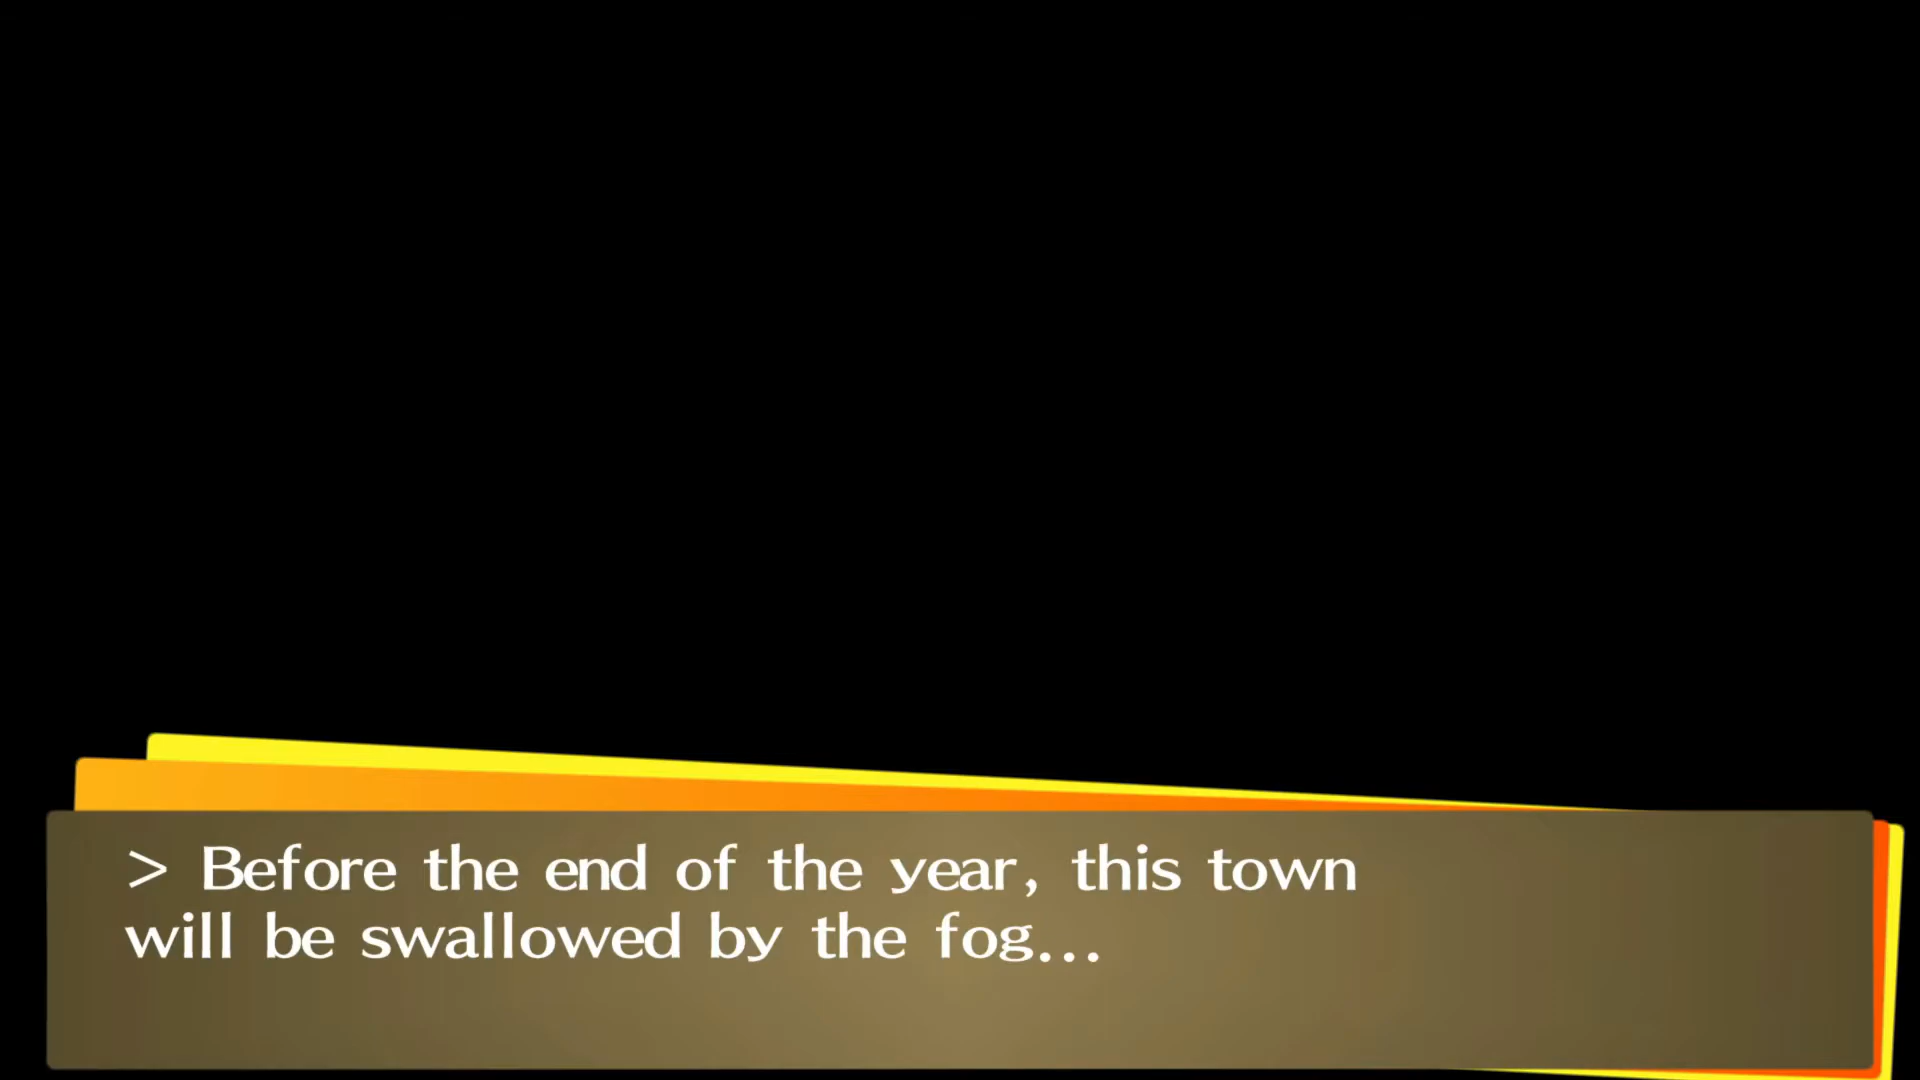 > Before the end of the year, this town
will be swallowed by the fog...